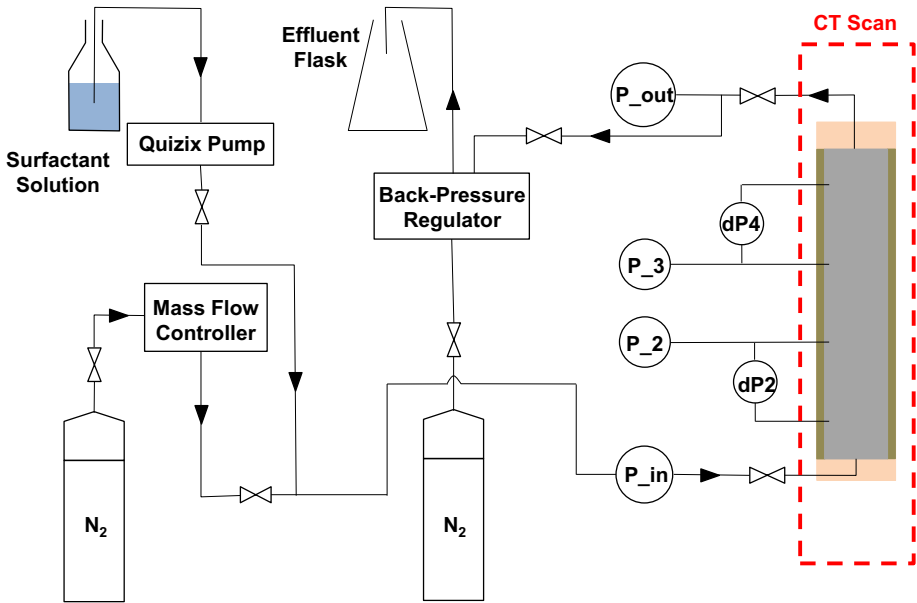 CT Scan
Effluent
Flask
P_out
Quizix Pump
Surfactant
Solution
Back-Pressure
Regulator
dP4
P_3
Mass Flow
Controller
P_2
dP2
P_in
N₂
N₂